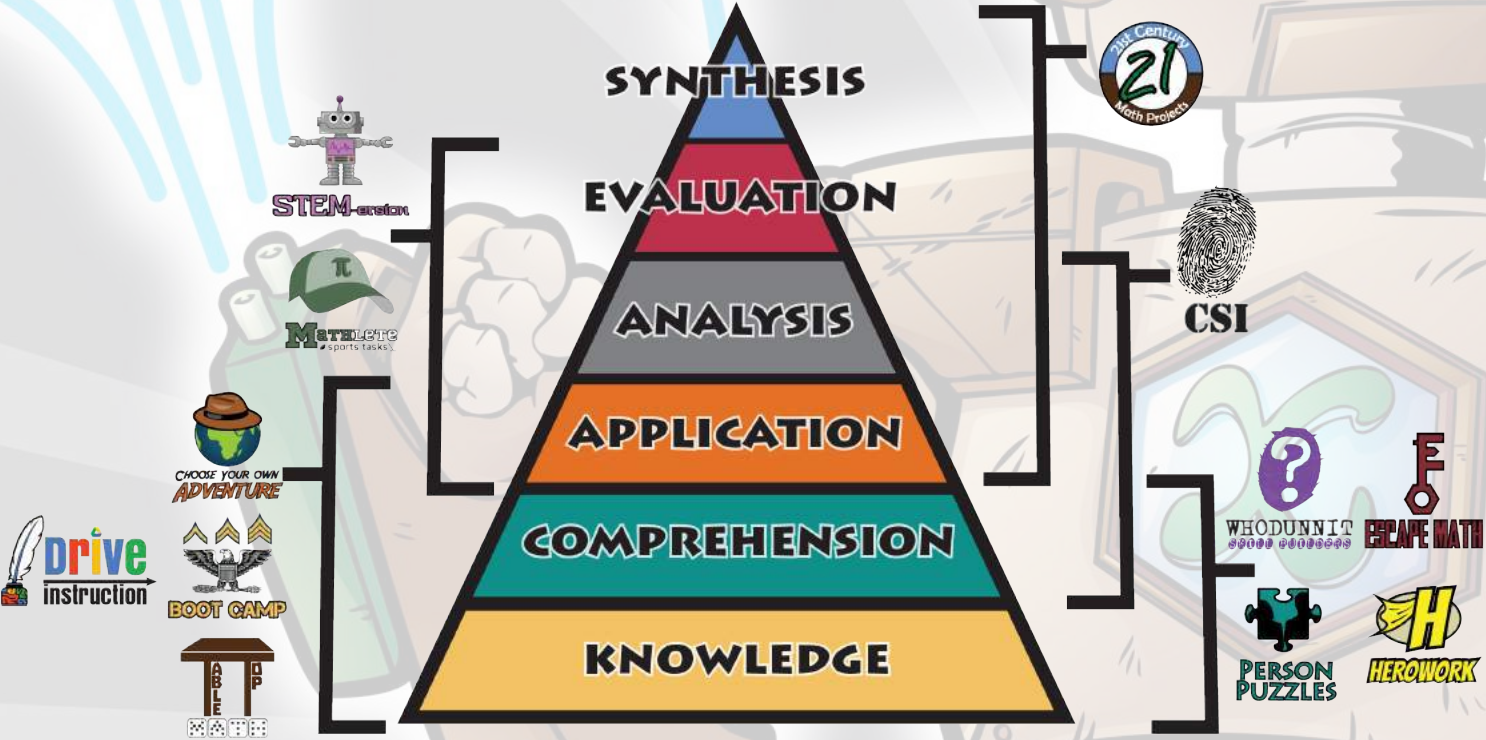 SYNTHESIS
EVALUATION
ANALYSIS
APPLICATION
COMPREHENSION
KNOWLEDGE
STEM-ersion
π
MATHLETE
sports tasks
CHOOSE YOUR OWN
ADVENTURE
Drive
instruction
BOOT CAMP
TABLE
TOP
MATH
21st Century
21
Math Projects
CSI
?
WHODUNNIT
ESCAPE MATH
PERSON
PUZZLES
H
HEROWORK